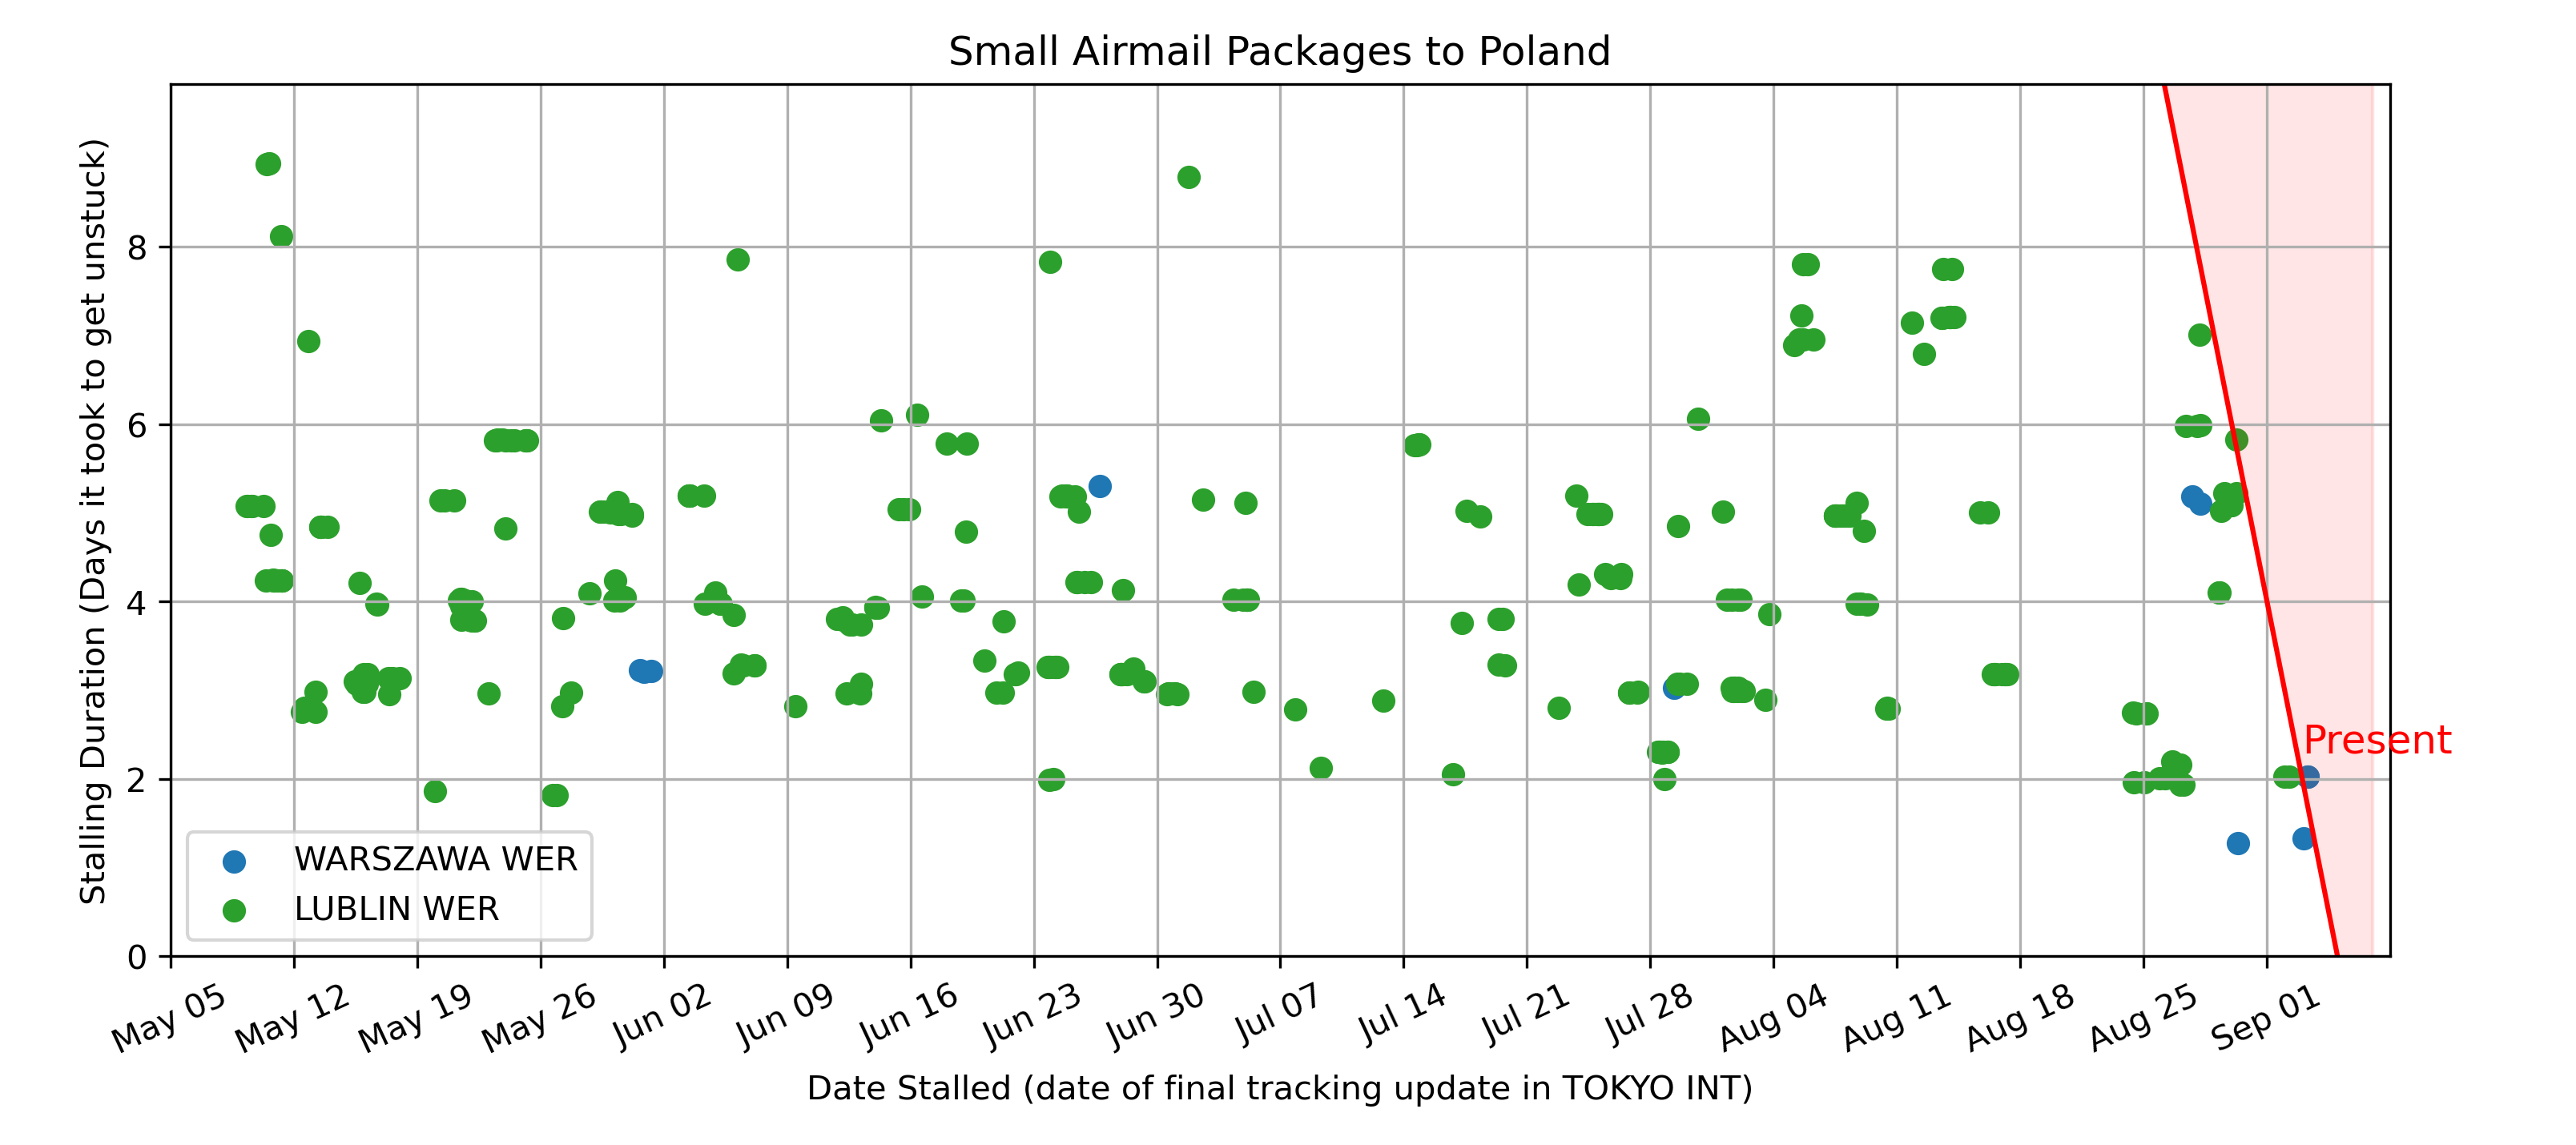 Small Airmail Packages to Poland
Stalling Duration (Days it took to get unstuck)
8
6
4
2
0
Present
WARSZAWA WER
LUBLIN WER
May 05
May 12
May 19
May 26
Jun 02
Jun 09
Jun 16
Jun 23
Jun 30
Jul 07
Jul 14
Jul 21
Jul 28
Aug 04
Aug 11
Aug 18
Aug 25
Sep 01
Date Stalled (date of final tracking update in TOKYO INT)